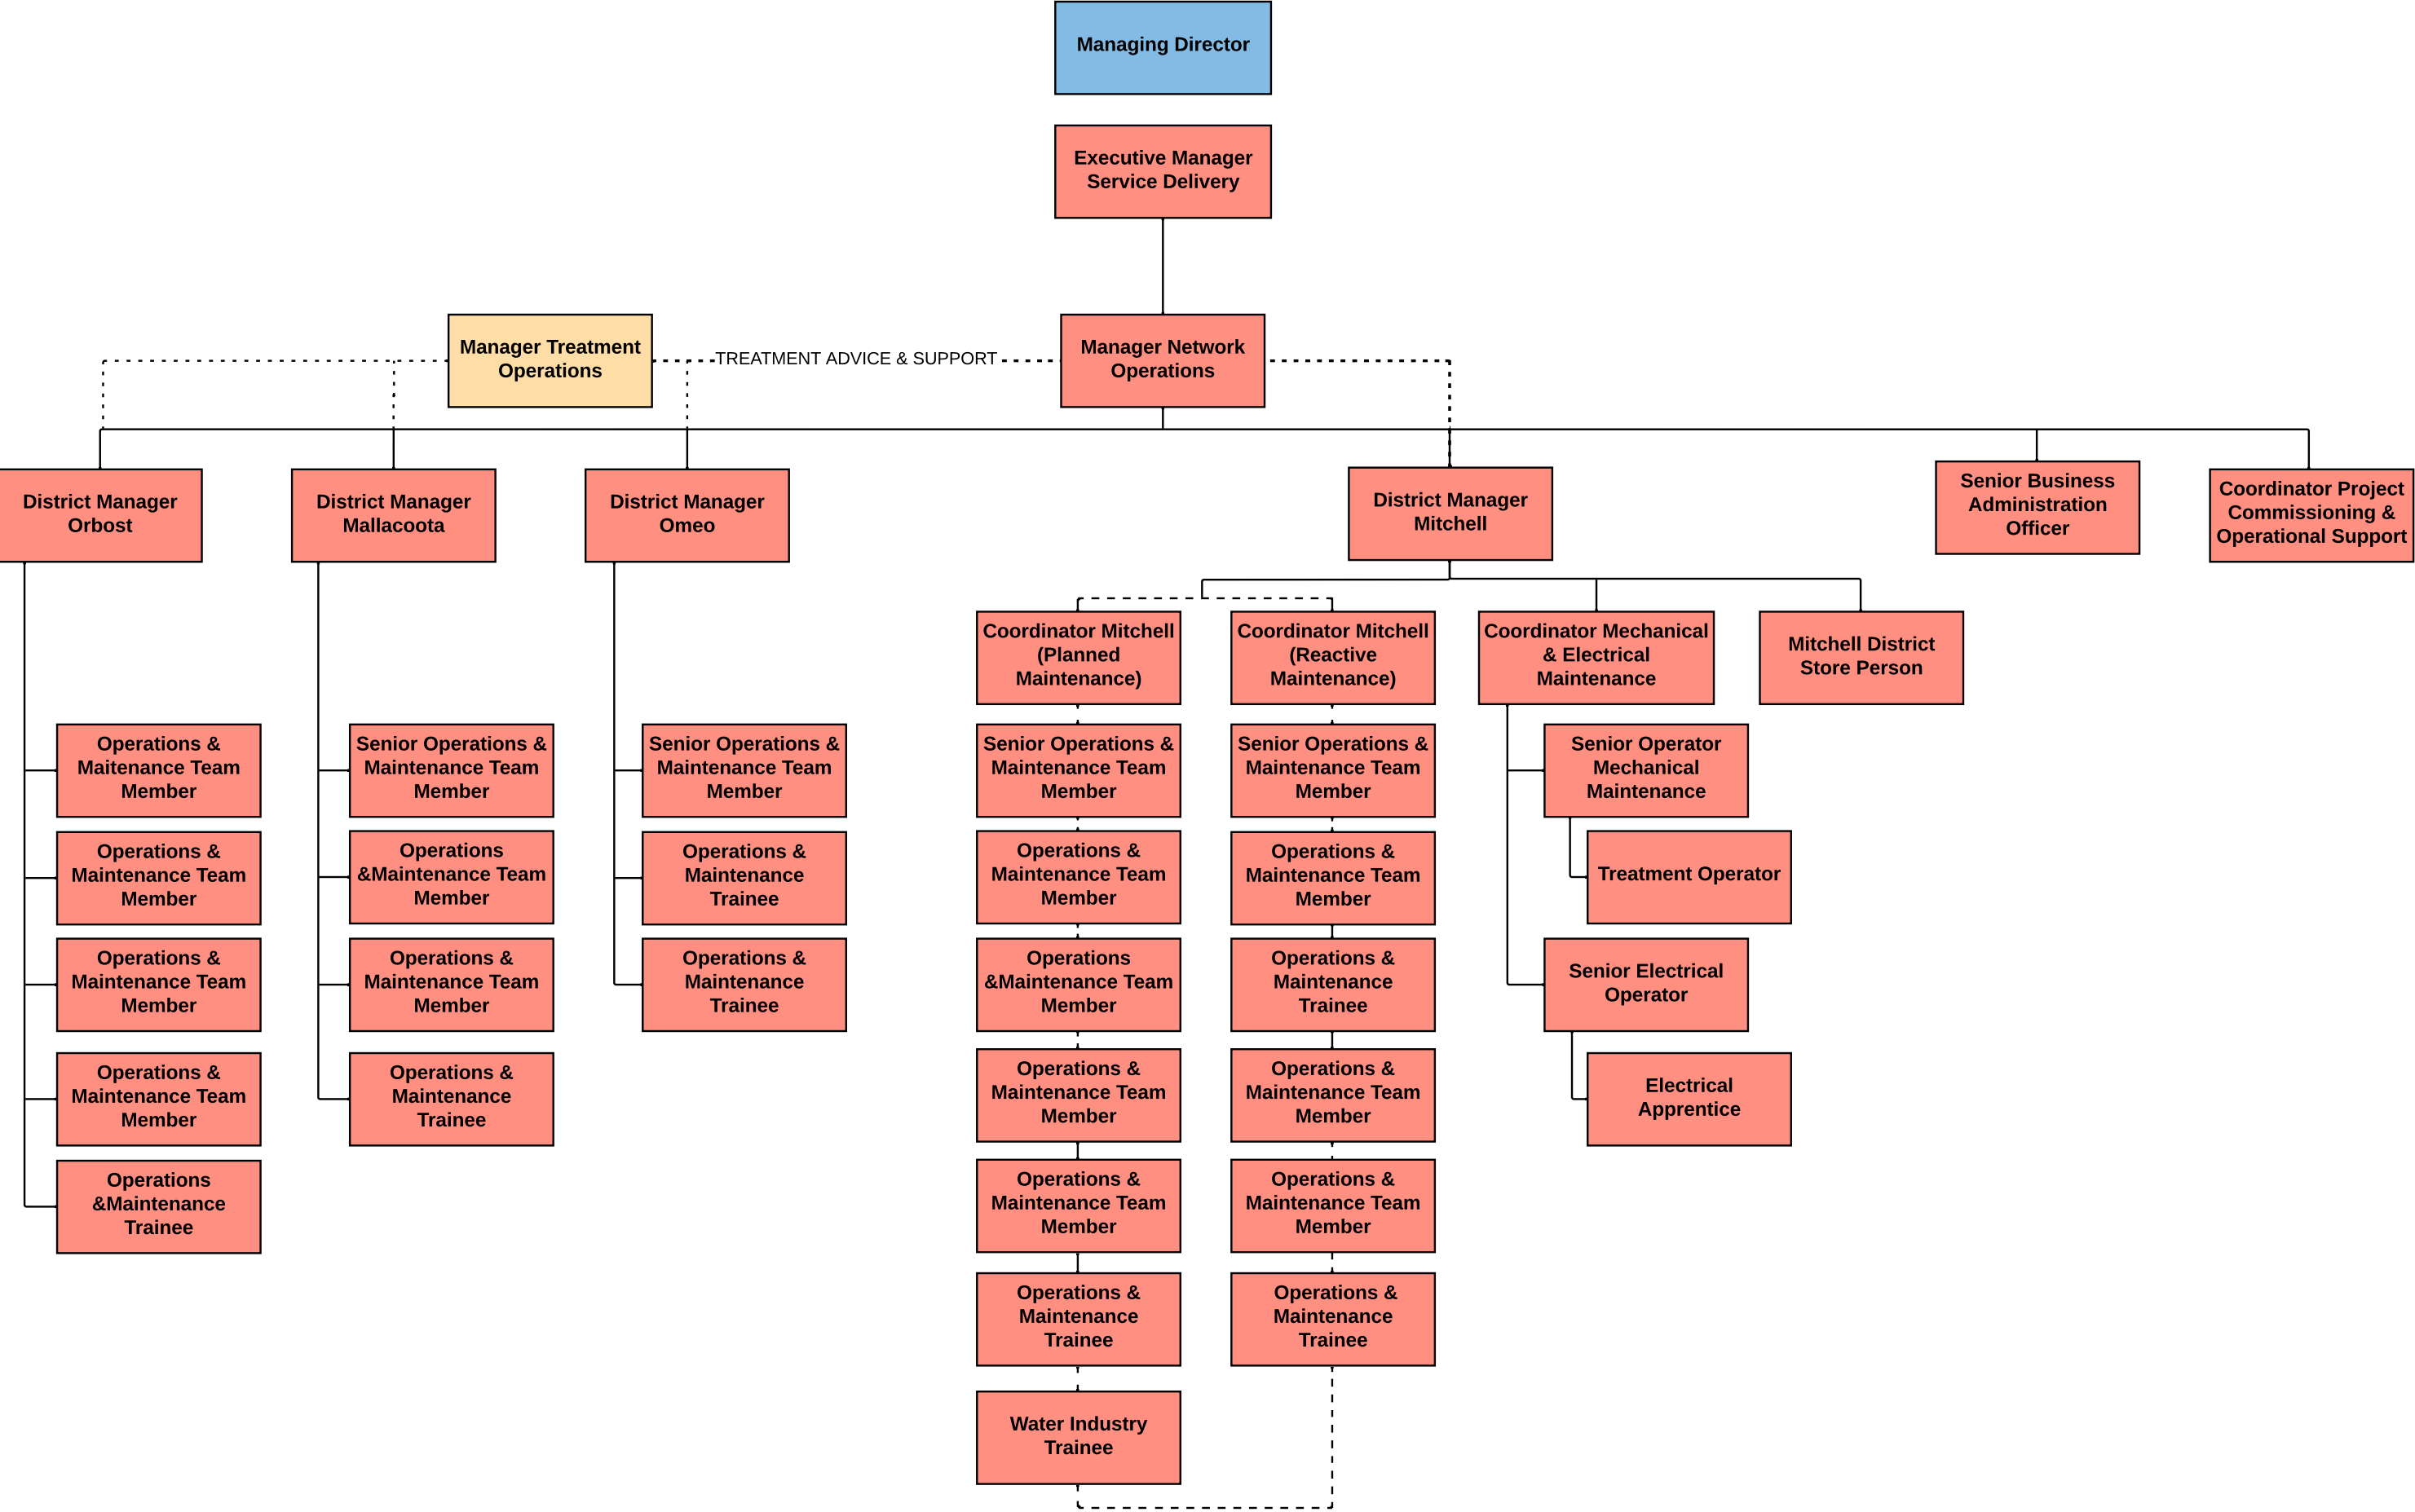 Managing Director
Executive Manager
Service Delivery
Manager Treatment
Operations
TREATMENT ADVICE & SUPPORT
Manager Network
Operations
District Manager
Orbost
District Manager
Mallacoota
District Manager
Omeo
District Manager
Mitchell
Senior Business
Administration
Officer
Coordinator Project
Commissioning &
Operational Support
Coordinator Mitchell
(Planned
Maintenance)
Coordinator Mitchell
(Reactive
Maintenance)
Coordinator Mechanical
& Electrical
Maintenance
Mitchell District
Store Person
Operations &
Maitenance Team
Member
Senior Operations &
Maintenance Team
Member
Senior Operations &
Maintenance Team
Member
Senior Operations &
Maintenance Team
Member
Senior Operations &
Maintenance Team
Member
Senior Operator
Mechanical
Maintenance
Operations &
Maintenance Team
Member
Operations
&Maintenance Team
Member
Operations &
Maintenance
Trainee
Operations &
Maintenance Team
Member
Operations &
Maintenance Team
Member
Treatment Operator
Operations &
Maintenance Team
Member
Operations &
Maintenance Team
Member
Operations &
Maintenance
Trainee
Operations
&Maintenance Team
Member
Operations &
Maintenance
Trainee
Senior Electrical
Operator
Operations &
Maintenance Team
Member
Operations &
Maintenance
Trainee
Operations &
Maintenance Team
Member
Operations &
Maintenance Team
Member
Electrical
Apprentice
Operations
&Maintenance
Trainee
Operations &
Maintenance Team
Member
Operations &
Maintenance Team
Member
Operations &
Maintenance
Trainee
Operations &
Maintenance
Trainee
Water Industry
Trainee